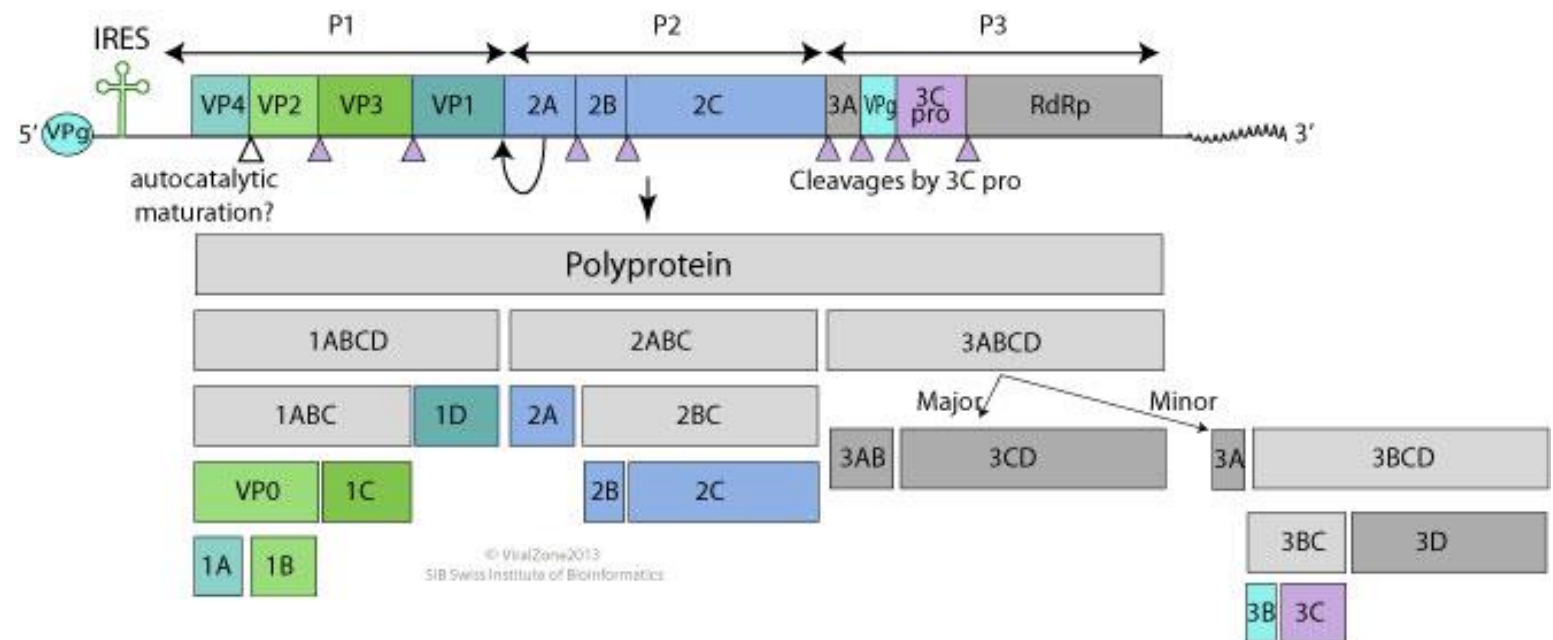 P1
P2
P3
IRES
VP4
VP2
VP3
VP1
2A
2B
2C
3A
VPg
3C
pro
RdRp
5′
VPg
3′
autocatalytic
maturation?
Cleavages by 3C pro
Polyprotein
1ABCD
2ABC
3ABCD
Major
Minor
1ABC
1D
2A
2BC
3AB
3CD
3A
3BCD
VP0
1C
2B
2C
3BC
3D
1A
1B
© ViralZone2013
SIB Swiss Institute of Bioinformatics
3B
3C